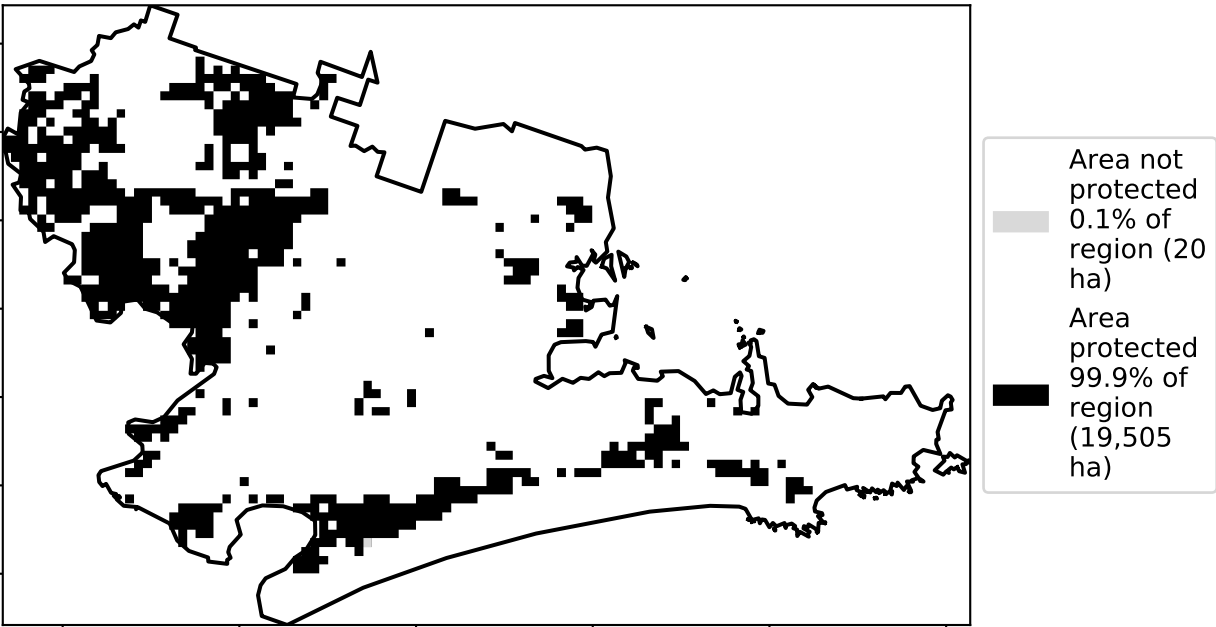 Area not
protected
0.1% of
region (20
ha)
Area
protected
99.9% of
region
(19,505
ha)